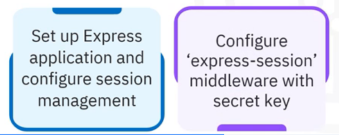 Set up Express
application and
configure session
management
Configure
‘express-session’
middleware with
secret key